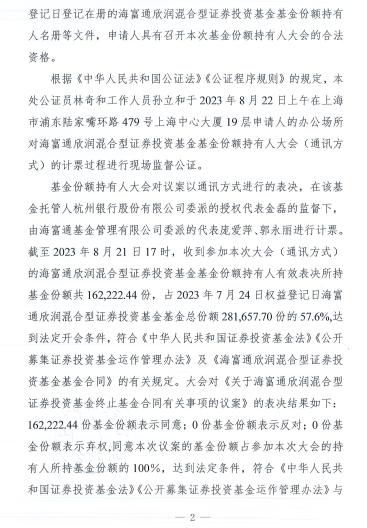 登记日登记在册的海富通欣润混合型证券投资基金基金份额持有
人名册等文件，申请人具有召开本次基金份额持有人大会的合法
资格。
根据《中华人民共和国公证法》《公证程序规则》的规定，本
处公证员林奇和工作人员孙立和于 2023 年 8 月 22 日上午在上海
市浦东陆家嘴环路 479 号上海中心大厦 19 层申请人的办公场所
对海富通欣润混合型证券投资基金基金份额持有人大会（通讯方
式）的计票过程进行现场监督公证。
基金份额持有人大会对议案以通讯方式进行的表决，在该基
金托管人杭州银行股份有限公司委派的授权代表金磊的监督下，
由海富通基金管理有限公司委派的代表庞爱萍、郭永丽进行计票。
截至 2023 年 8 月 21 日 17 时，收到参加本次大会（通讯方式）
的海富通欣润混合型证券投资基金基金份额持有人有效表决所持
基金份额共 162,222.44 份，占 2023 年 7 月 24 日权益登记日海富
通欣润混合型证券投资基金基金总份额 281,657.70 份的 57.6%,达
到法定开会条件，符合《中华人民共和国证券投资基金法》《公开
募集证券投资基金运作管理办法》及《海富通欣润混合型证券投
资基金基金合同》的有关规定。大会对《关于海富通欣润混合型
证券投资基金终止基金合同有关事项的议案》的表决结果如下：
162,222.44 份基金份额表示同意；0 份基金份额表示反对；0 份基
金份额表示弃权,同意本次议案的基金份额占参加本次大会的持
有人所持基金份额的 100%，达到法定条件，符合《中华人民共
和国证券投资基金法》《公开募集证券投资基金运作管理办法》与
— 2 —